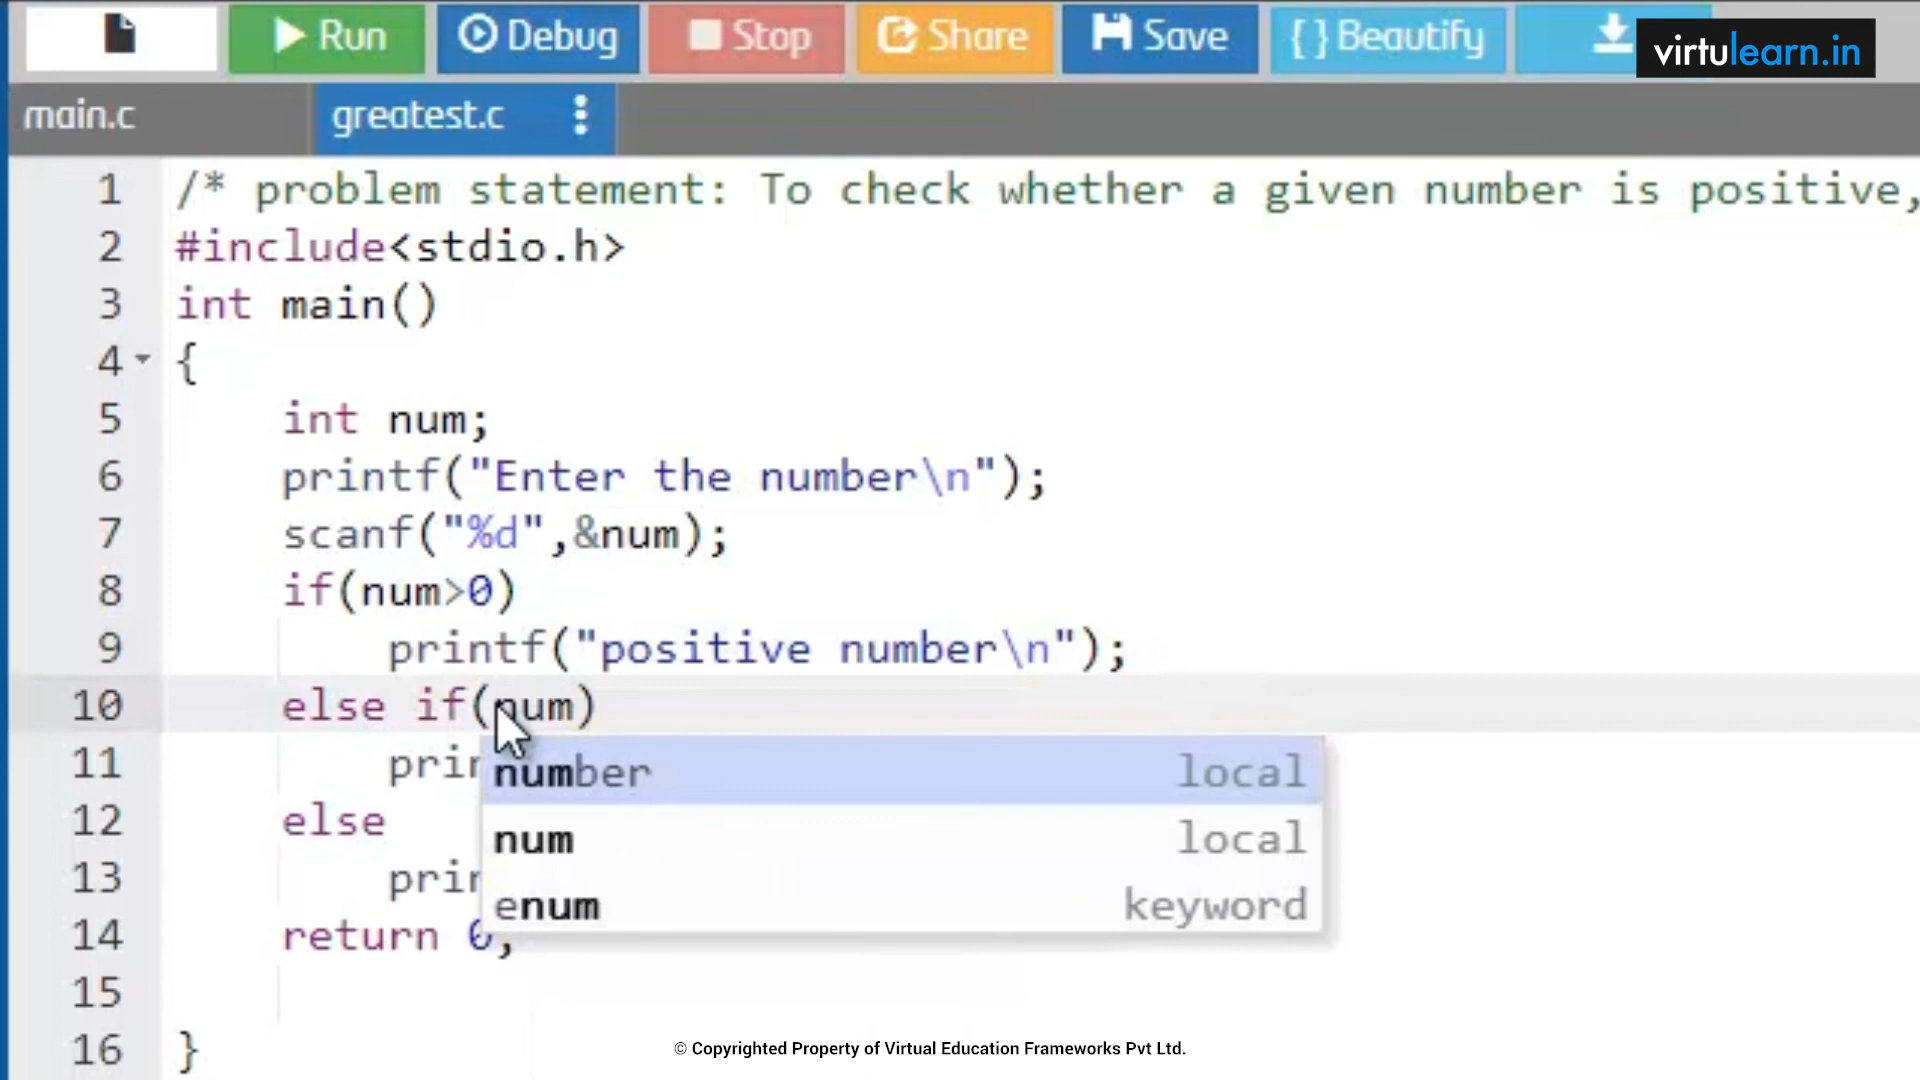 Run Debug Stop Share Save { } Beautify virtulearn.in
main.c greatest.c
1 /* problem statement: To check whether a given number is positive,
2 #include<stdio.h>
3 int main()
4 {
5 int num;
6 printf("Enter the number\n");
7 scanf("%d",&num);
8 if(num>0)
9 printf("positive number\n");
10 else if(num)
11 prin
number local
12 else
num local
13 prin
enum keyword
14 return 0;
15
16 }
© Copyrighted Property of Virtual Education Frameworks Pvt Ltd.